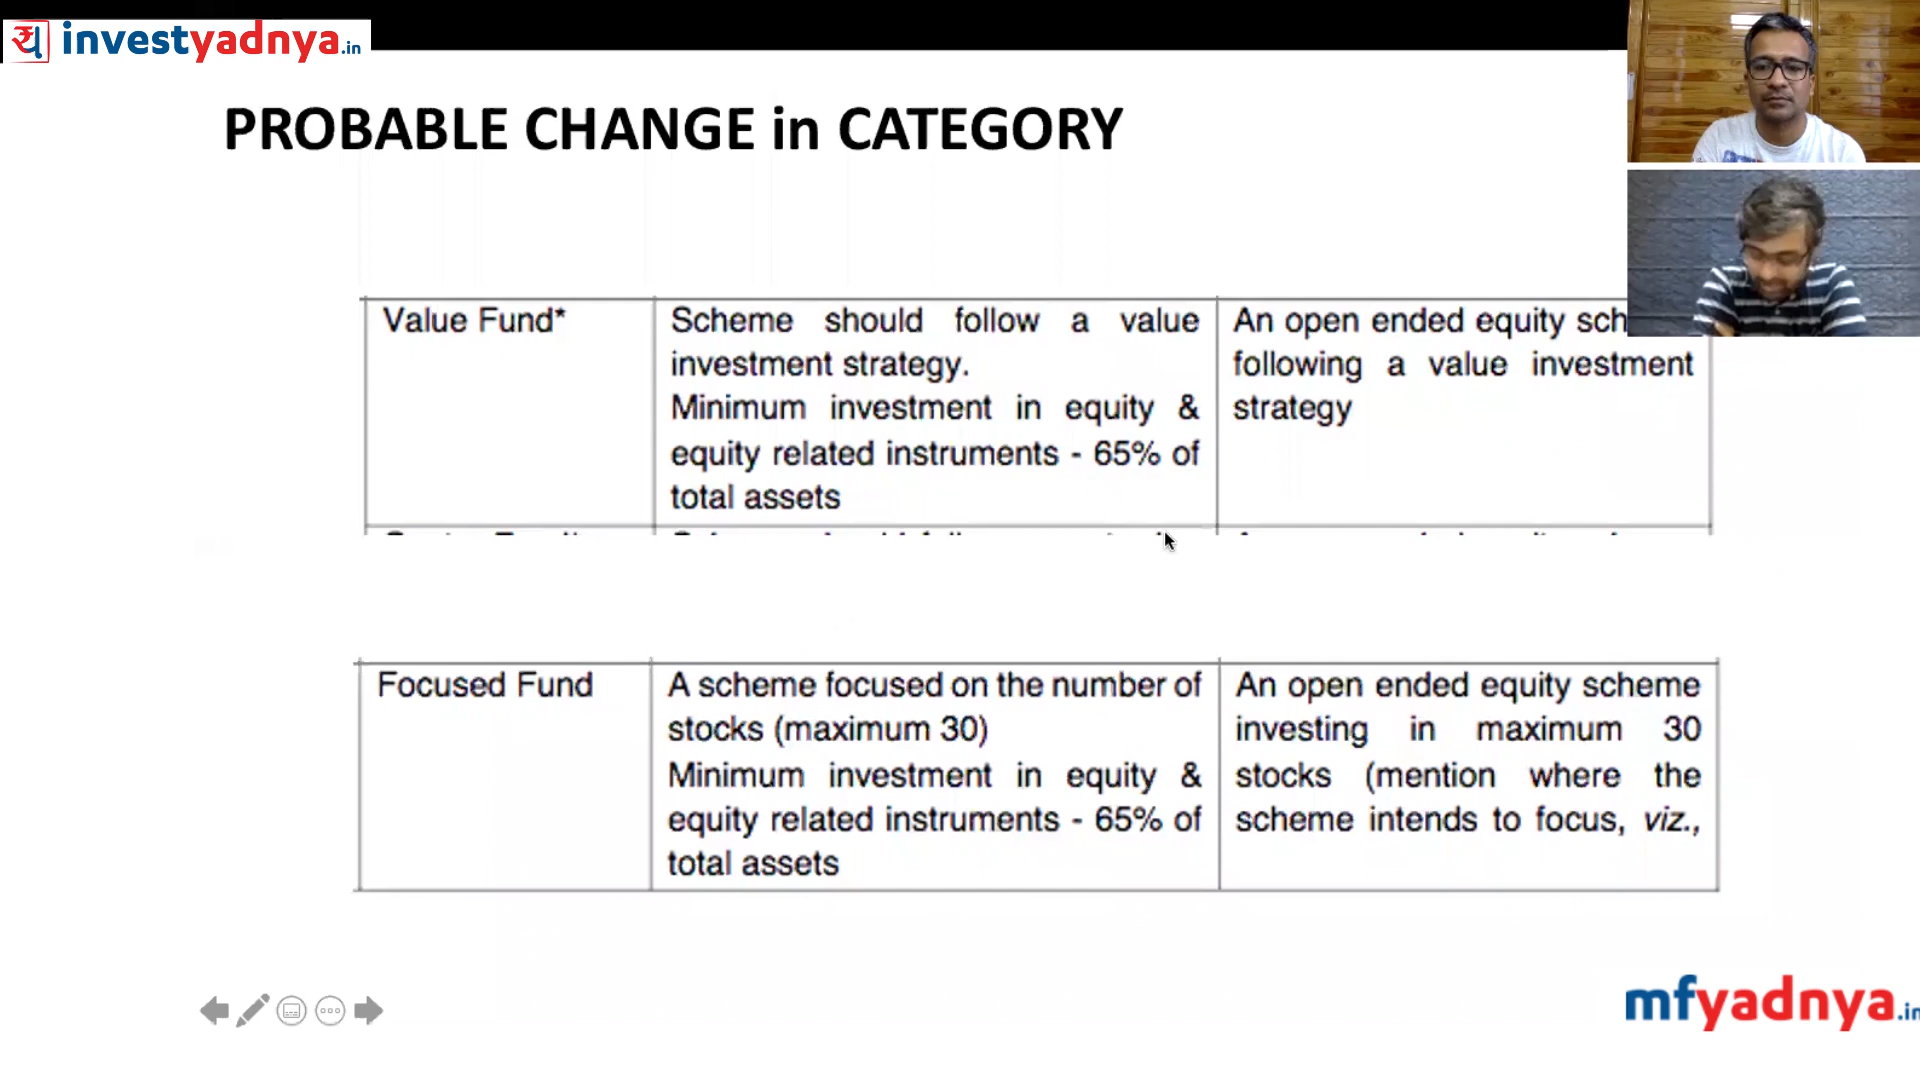 investyadnya.in
PROBABLE CHANGE in CATEGORY
Value Fund*
Scheme should follow a value
investment strategy.
Minimum investment in equity &
equity related instruments - 65% of
total assets
An open ended equity sch
following a value investment
strategy
Focused Fund
A scheme focused on the number of
stocks (maximum 30)
Minimum investment in equity &
equity related instruments - 65% of
total assets
An open ended equity scheme
investing in maximum 30
stocks (mention where the
scheme intends to focus, viz.,
mfyadnya.in